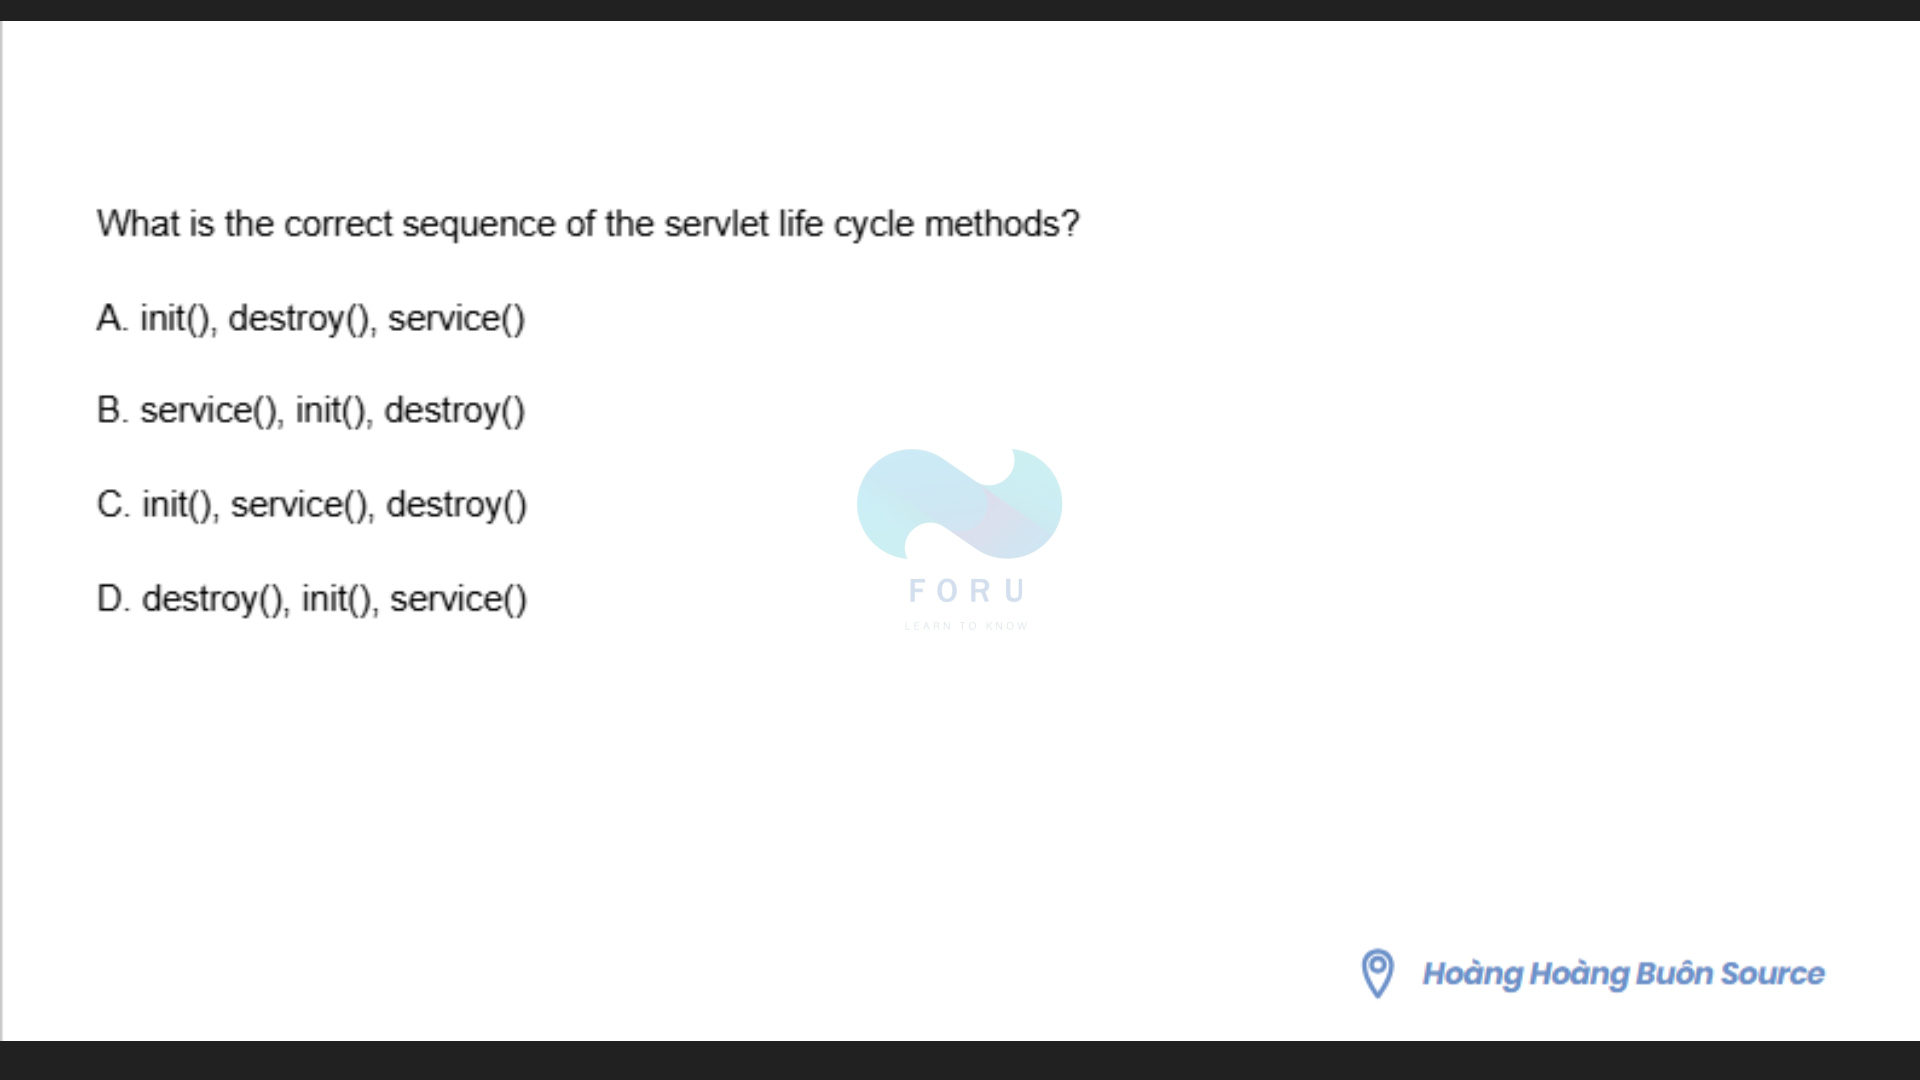 What is the correct sequence of the servlet life cycle methods?
A. init(), destroy(), service()
B. service(), init(), destroy()
C. init(), service(), destroy()
D. destroy(), init(), service()
FORU
LEARN TO KNOW
Hoàng Hoàng Buôn Source